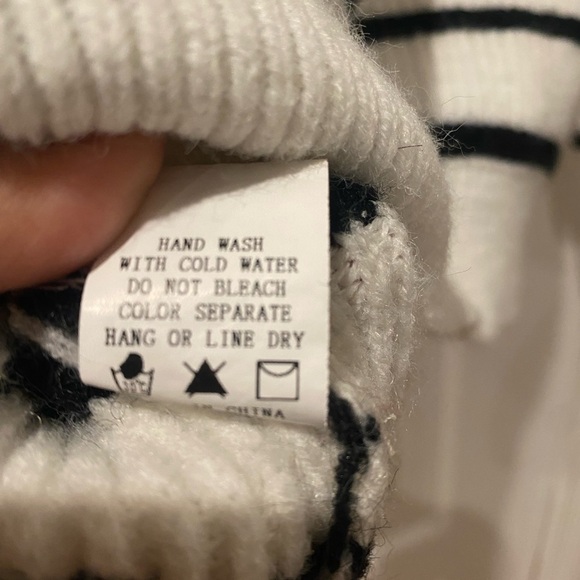 HAND WASH
WITH COLD WATER
DO NOT BLEACH
COLOR SEPARATE
HANG OR LINE DRY
CHINA